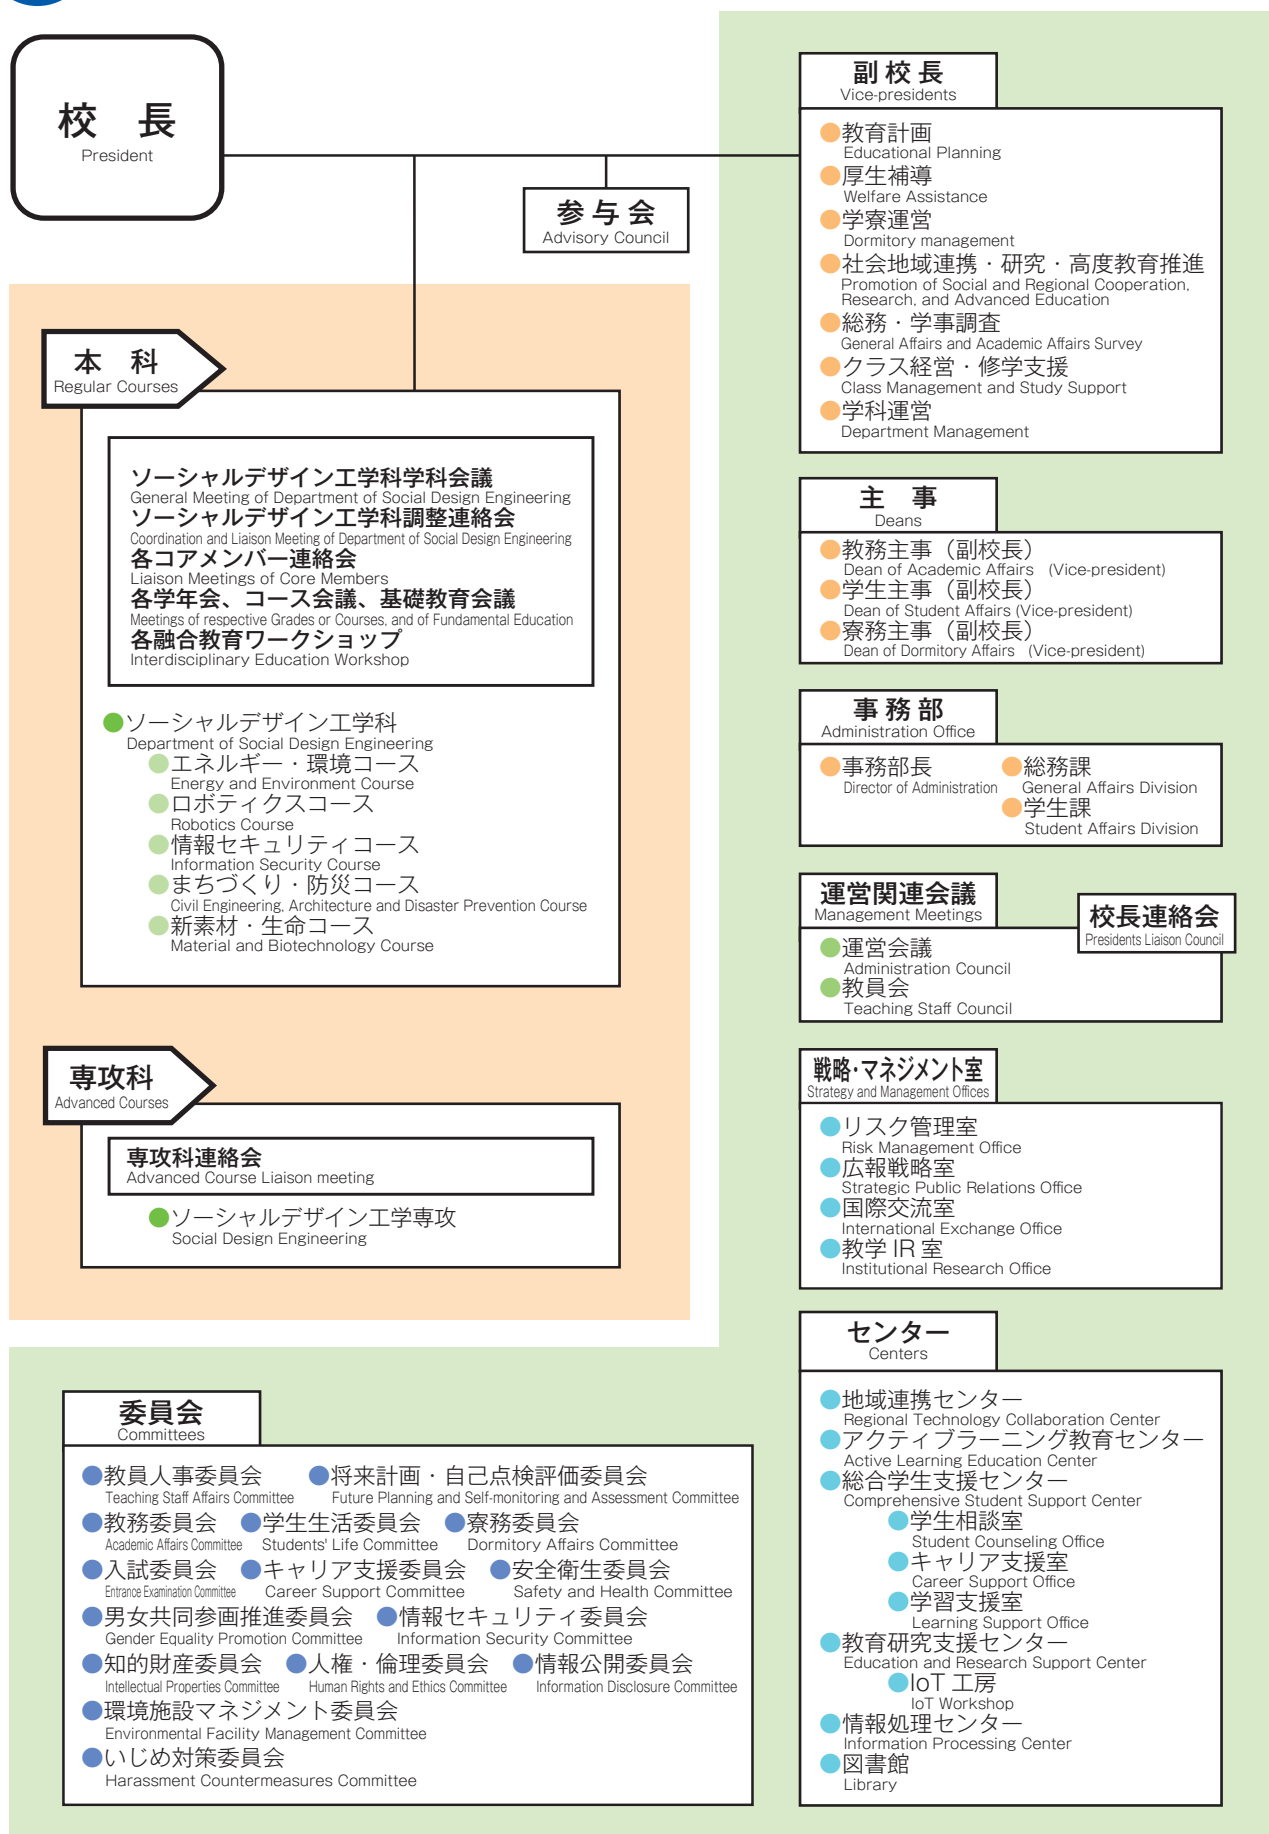 校 長
President
参与会
Advisory Council
本 科
Regular Courses
ソーシャルデザイン工学科学科会議
General Meeting of Department of Social Design Engineering
ソーシャルデザイン工学科調整連絡会
Coordination and Liaison Meeting of Department of Social Design Engineering
各コアメンバー連絡会
Liaison Meetings of Core Members
各学年会、コース会議、基礎教育会議
Meetings of respective Grades or Courses, and of Fundamental Education
各融合教育ワークショップ
Interdisciplinary Education Workshop
●ソーシャルデザイン工学科
Department of Social Design Engineering
●エネルギー・環境コース
Energy and Environment Course
●ロボティクスコース
Robotics Course
●情報セキュリティコース
Information Security Course
●まちづくり・防災コース
Civil Engineering, Architecture and Disaster Prevention Course
●新素材・生命コース
Material and Biotechnology Course
専攻科
Advanced Courses
専攻科連絡会
Advanced Course Liaison meeting
●ソーシャルデザイン工学専攻
Social Design Engineering
副校長
Vice-presidents
●教育計画
Educational Planning
●厚生補導
Welfare Assistance
●学寮運営
Dormitory management
●社会地域連携・研究・高度教育推進
Promotion of Social and Regional Cooperation,
Research, and Advanced Education
●総務・学事調査
General Affairs and Academic Affairs Survey
●クラス経営・修学支援
Class Management and Study Support
●学科運営
Department Management
主 事
Deans
●教務主事（副校長）
Dean of Academic Affairs (Vice-president)
●学生主事（副校長）
Dean of Student Affairs (Vice-president)
●寮務主事（副校長）
Dean of Dormitory Affairs (Vice-president)
事務部
Administration Office
●事務部長 ●総務課
Director of Administration General Affairs Division
●学生課
Student Affairs Division
運営関連会議
Management Meetings
校長連絡会
Presidents Liaison Council
●運営会議
Administration Council
●教員会
Teaching Staff Council
戦略・マネジメント室
Strategy and Management Offices
●リスク管理室
Risk Management Office
●広報戦略室
Strategic Public Relations Office
●国際交流室
International Exchange Office
●教学 IR 室
Institutional Research Office
センター
Centers
●地域連携センター
Regional Technology Collaboration Center
●アクティブラーニング教育センター
Active Learning Education Center
●総合学生支援センター
Comprehensive Student Support Center
●学生相談室
Student Counseling Office
●キャリア支援室
Career Support Office
●学習支援室
Learning Support Office
●教育研究支援センター
Education and Research Support Center
●IoT 工房
IoT Workshop
●情報処理センター
Information Processing Center
●図書館
Library
委員会
Committees
●教員人事委員会 ●将来計画・自己点検評価委員会
Teaching Staff Affairs Committee Future Planning and Self-monitoring and Assessment Committee
●教務委員会 ●学生生活委員会 ●寮務委員会
Academic Affairs Committee Students' Life Committee Dormitory Affairs Committee
●入試委員会 ●キャリア支援委員会 ●安全衛生委員会
Entrance Examination Committee Career Support Committee Safety and Health Committee
●男女共同参画推進委員会 ●情報セキュリティ委員会
Gender Equality Promotion Committee Information Security Committee
●知的財産委員会 ●人権・倫理委員会 ●情報公開委員会
Intellectual Properties Committee Human Rights and Ethics Committee Information Disclosure Committee
●環境施設マネジメント委員会
Environmental Facility Management Committee
●いじめ対策委員会
Harassment Countermeasures Committee